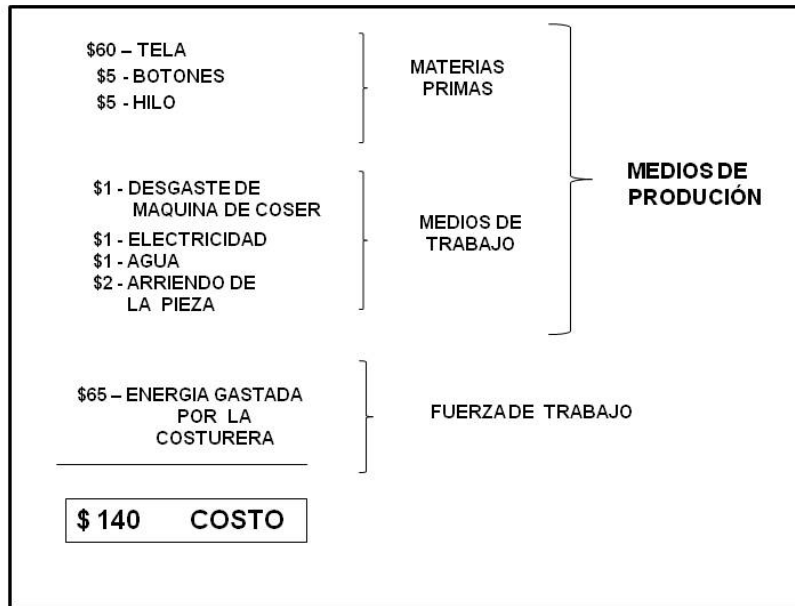 $60 – TELA
$5 - BOTONES
$5 - HILO
MATERIAS
PRIMAS
$1 - DESGASTE DE
MAQUINA DE COSER
$1 - ELECTRICIDAD
$1 - AGUA
$2 - ARRIENDO DE
LA PIEZA
MEDIOS DE
TRABAJO
MEDIOS DE
PRODUCIÓN
$65 – ENERGIA GASTADA
POR LA
COSTURERA
FUERZA DE TRABAJO
$ 140 COSTO